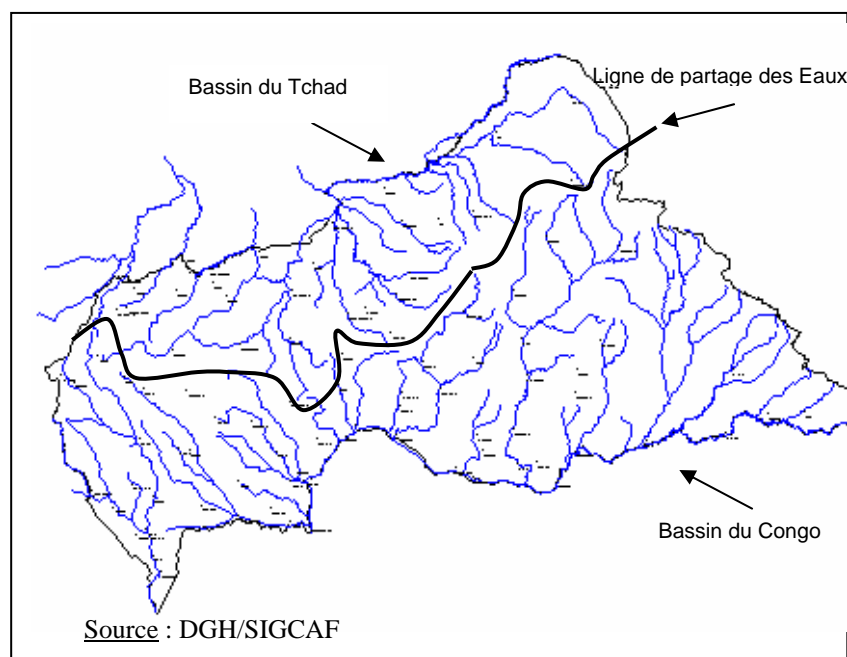 Ligne de partage des Eaux
Bassin du Tchad
Bassin du Congo
Source : DGH/SIGCAF